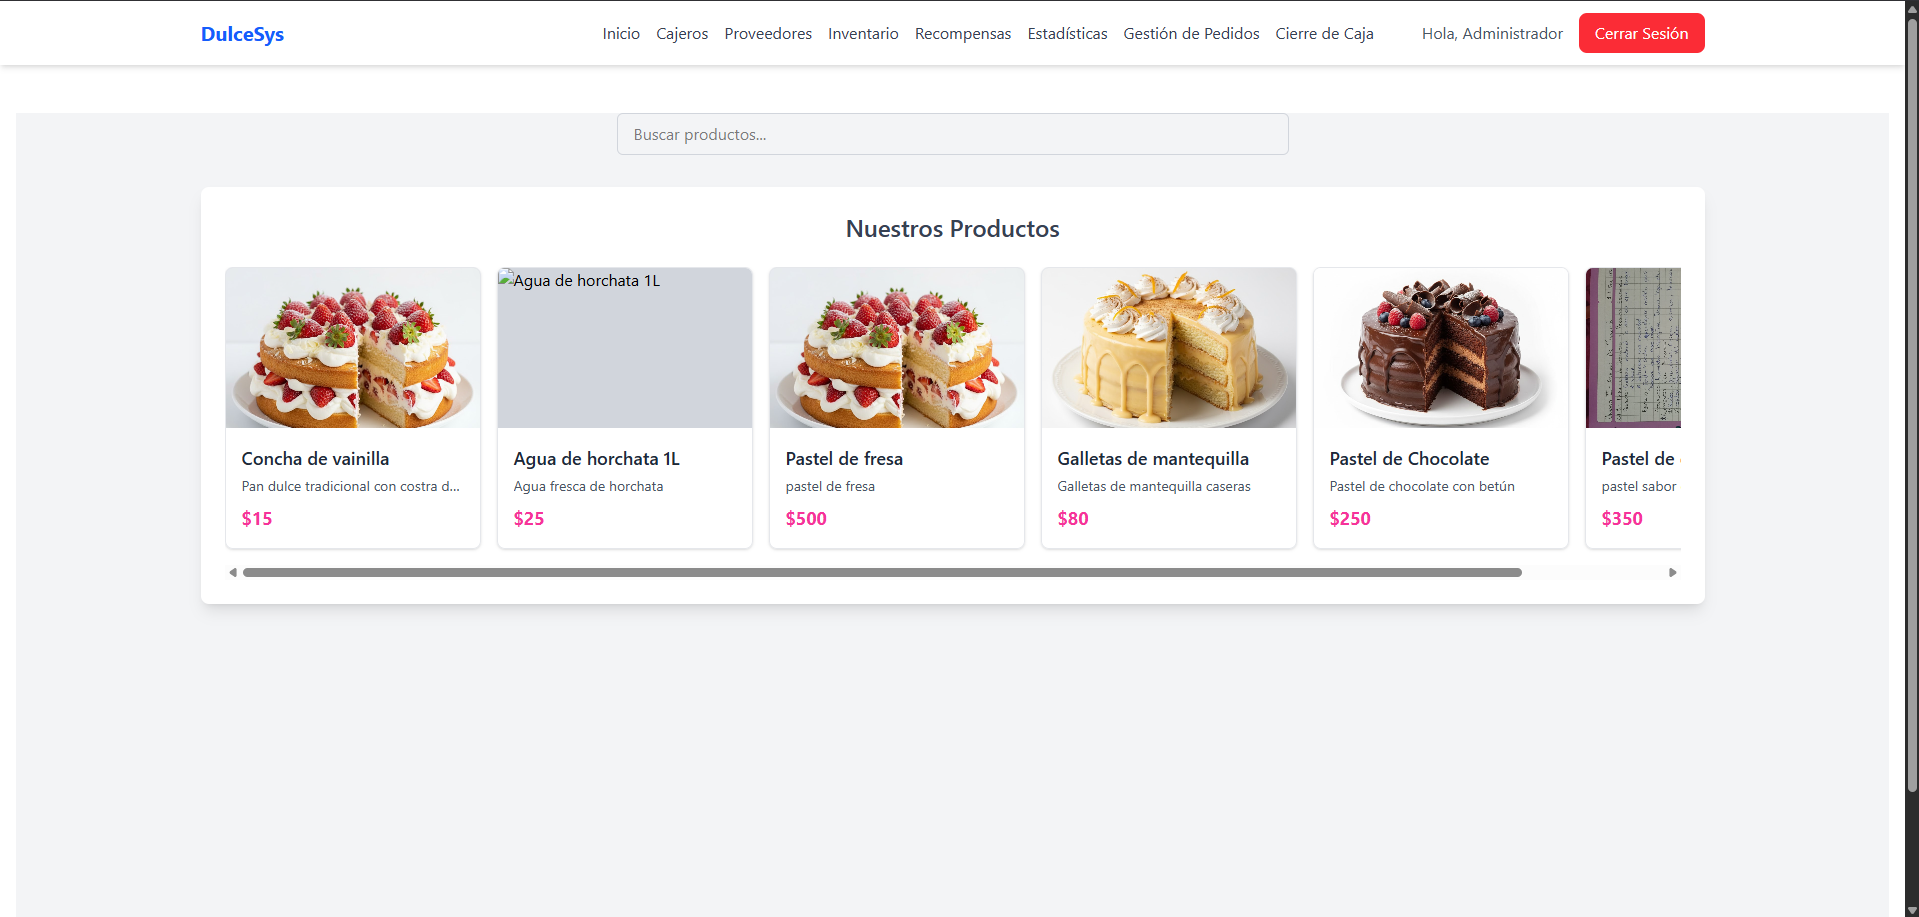 DulceSys
Inicio Cajeros Proveedores Inventario Recompensas Estadísticas Gestión de Pedidos Cierre de Caja
Hola, Administrador
Cerrar Sesión
Buscar productos...
Nuestros Productos
Agua de horchata 1L
Concha de vainilla
Pan dulce tradicional con costra d...
$15
Agua de horchata 1L
Agua fresca de horchata
$25
Pastel de fresa
pastel de fresa
$500
Galletas de mantequilla
Galletas de mantequilla caseras
$80
Pastel de Chocolate
Pastel de chocolate con betún
$250
Pastel de
pastel sabor
$350